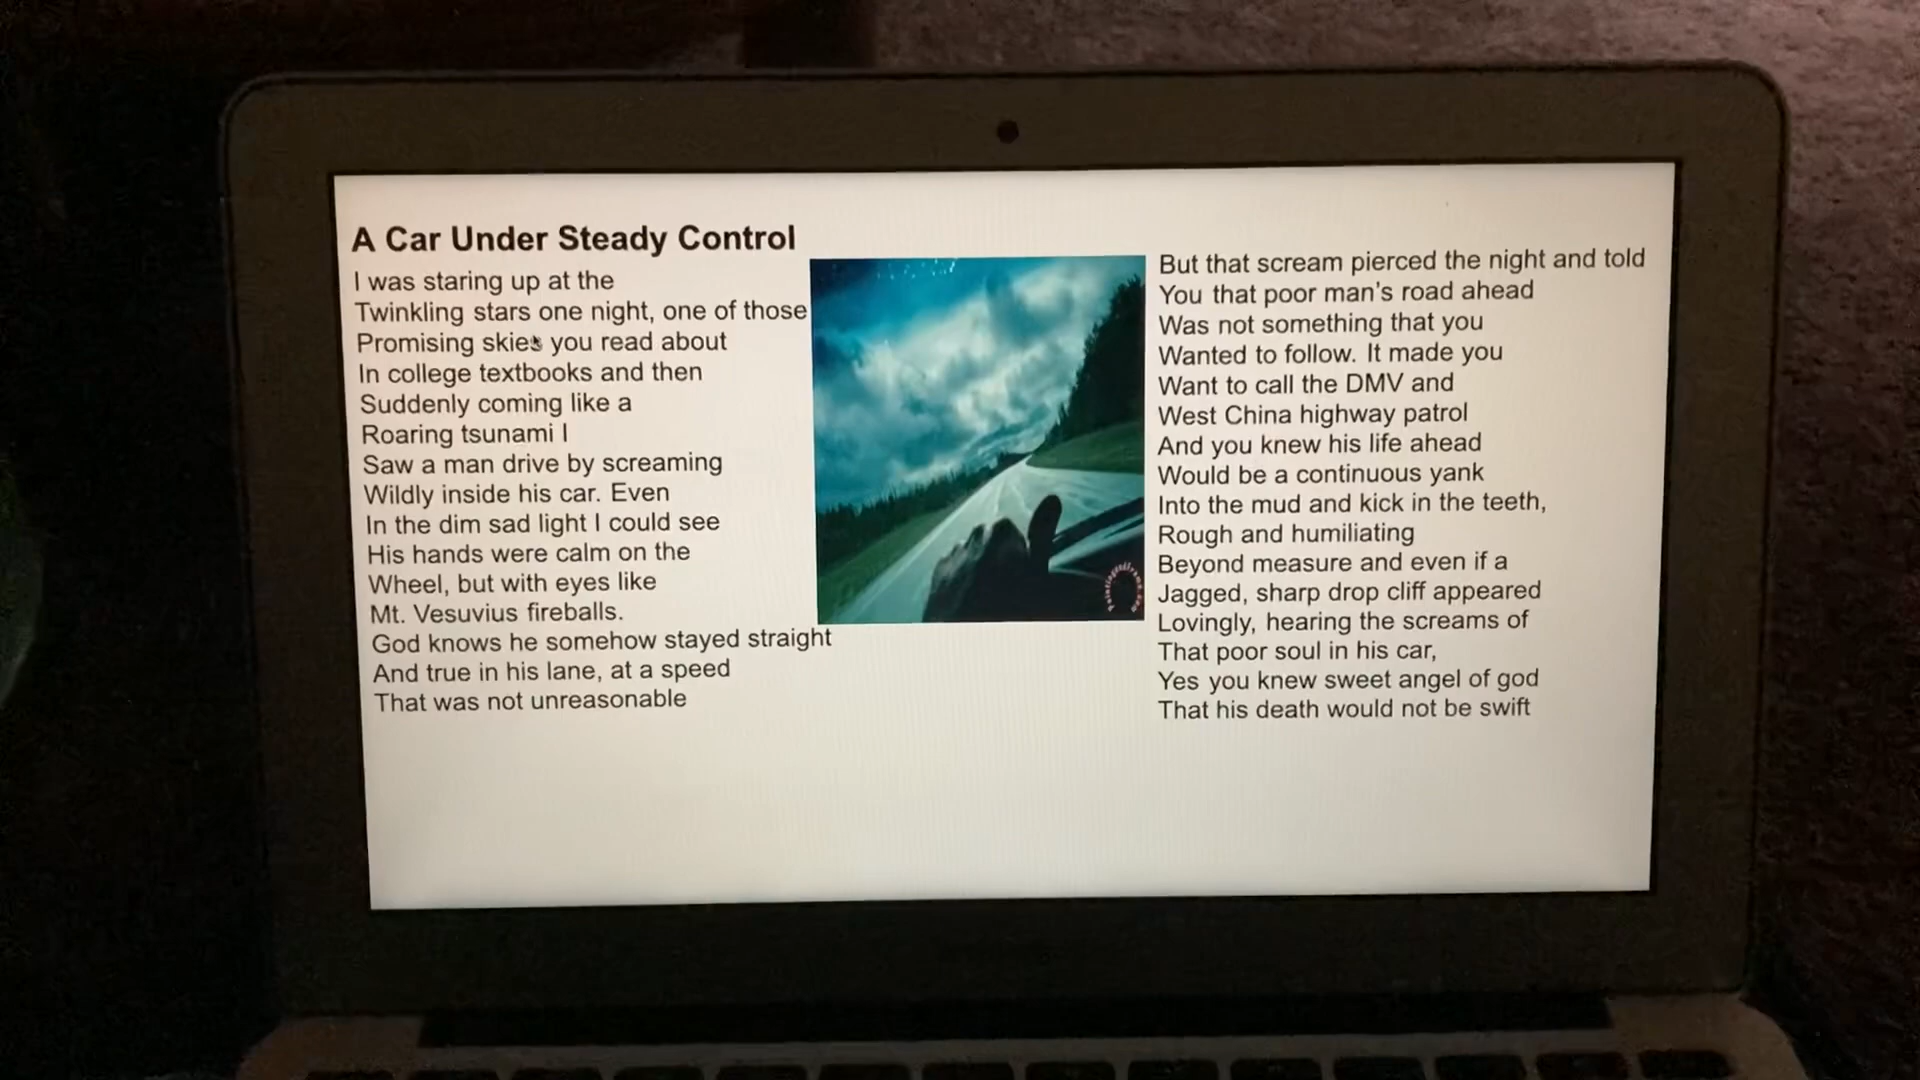 A Car Under Steady Control
I was staring up at the
Twinkling stars one night, one of those
Promising skies you read about
In college textbooks and then
Suddenly coming like a
Roaring tsunami I
Saw a man drive by screaming
Wildly inside his car. Even
In the dim sad light I could see
His hands were calm on the
Wheel, but with eyes like
Mt. Vesuvius fireballs.
God knows he somehow stayed straight
And true in his lane, at a speed
That was not unreasonable
But that scream pierced the night and told
You that poor man's road ahead
Was not something that you
Wanted to follow. It made you
Want to call the DMV and
West China highway patrol
And you knew his life ahead
Would be a continuous yank
Into the mud and kick in the teeth,
Rough and humiliating
Beyond measure and even if a
Jagged, sharp drop cliff appeared
Lovingly, hearing the screams of
That poor soul in his car,
Yes you knew sweet angel of god
That his death would not be swift